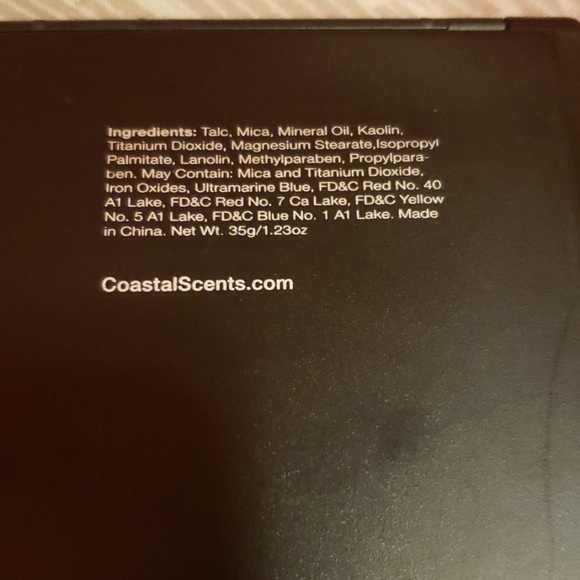 Ingredients: Talc, Mica, Mineral Oil, Kaolin,
Titanium Dioxide, Magnesium Stearate,Isopropyl
Palmitate, Lanolin, Methylparaben, Propylpara-
ben. May Contain: Mica and Titanium Dioxide,
Iron Oxides, Ultramarine Blue, FD&C Red No. 40
A1 Lake, FD&C Red No. 7 Ca Lake, FD&C Yellow
No. 5 A1 Lake, FD&C Blue No. 1 A1 Lake. Made
in China. Net Wt. 35g/1.23oz
CoastalScents.com